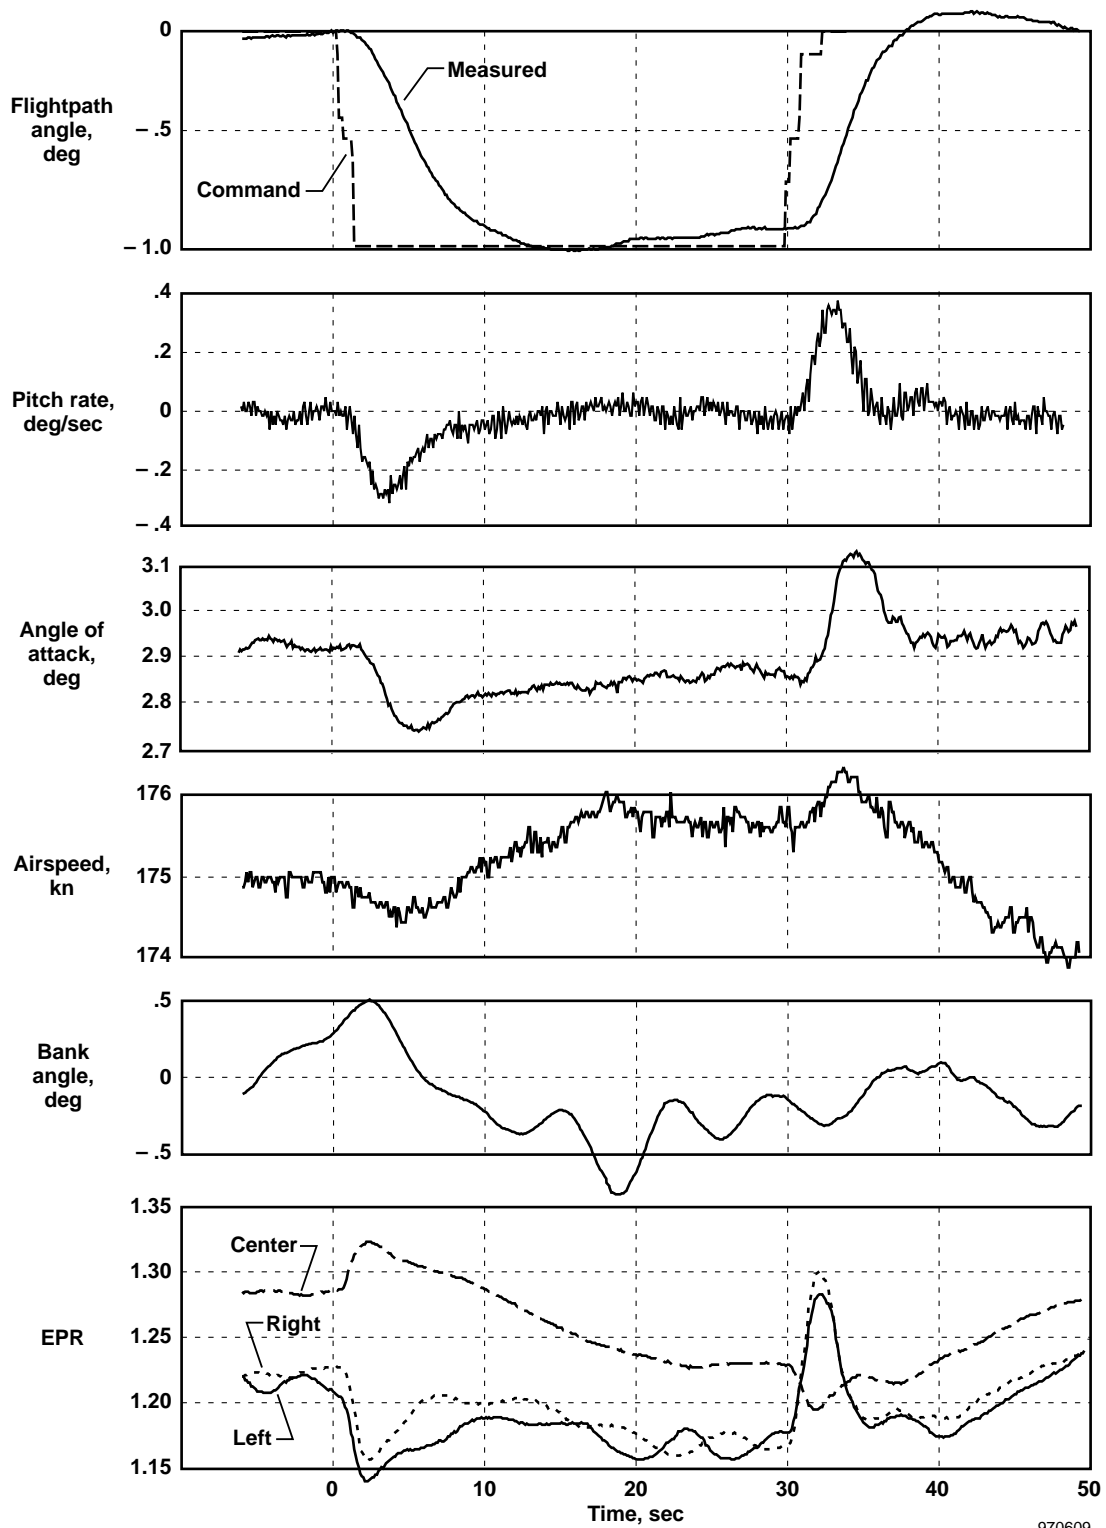 0
Measured
Flightpath
angle,
deg
– .5
Command
– 1.0
.4
.2
Pitch rate,
deg/sec
0
– .2
– .4
3.1
3.0
Angle of
attack,
deg
2.9
2.8
2.7
176
Airspeed,
kn
175
174
.5
Bank
angle,
deg
0
– .5
1.35
Center
1.30
Right
EPR
1.25
1.20
Left
1.15
0 10 20 30 40 50
Time, sec
970609